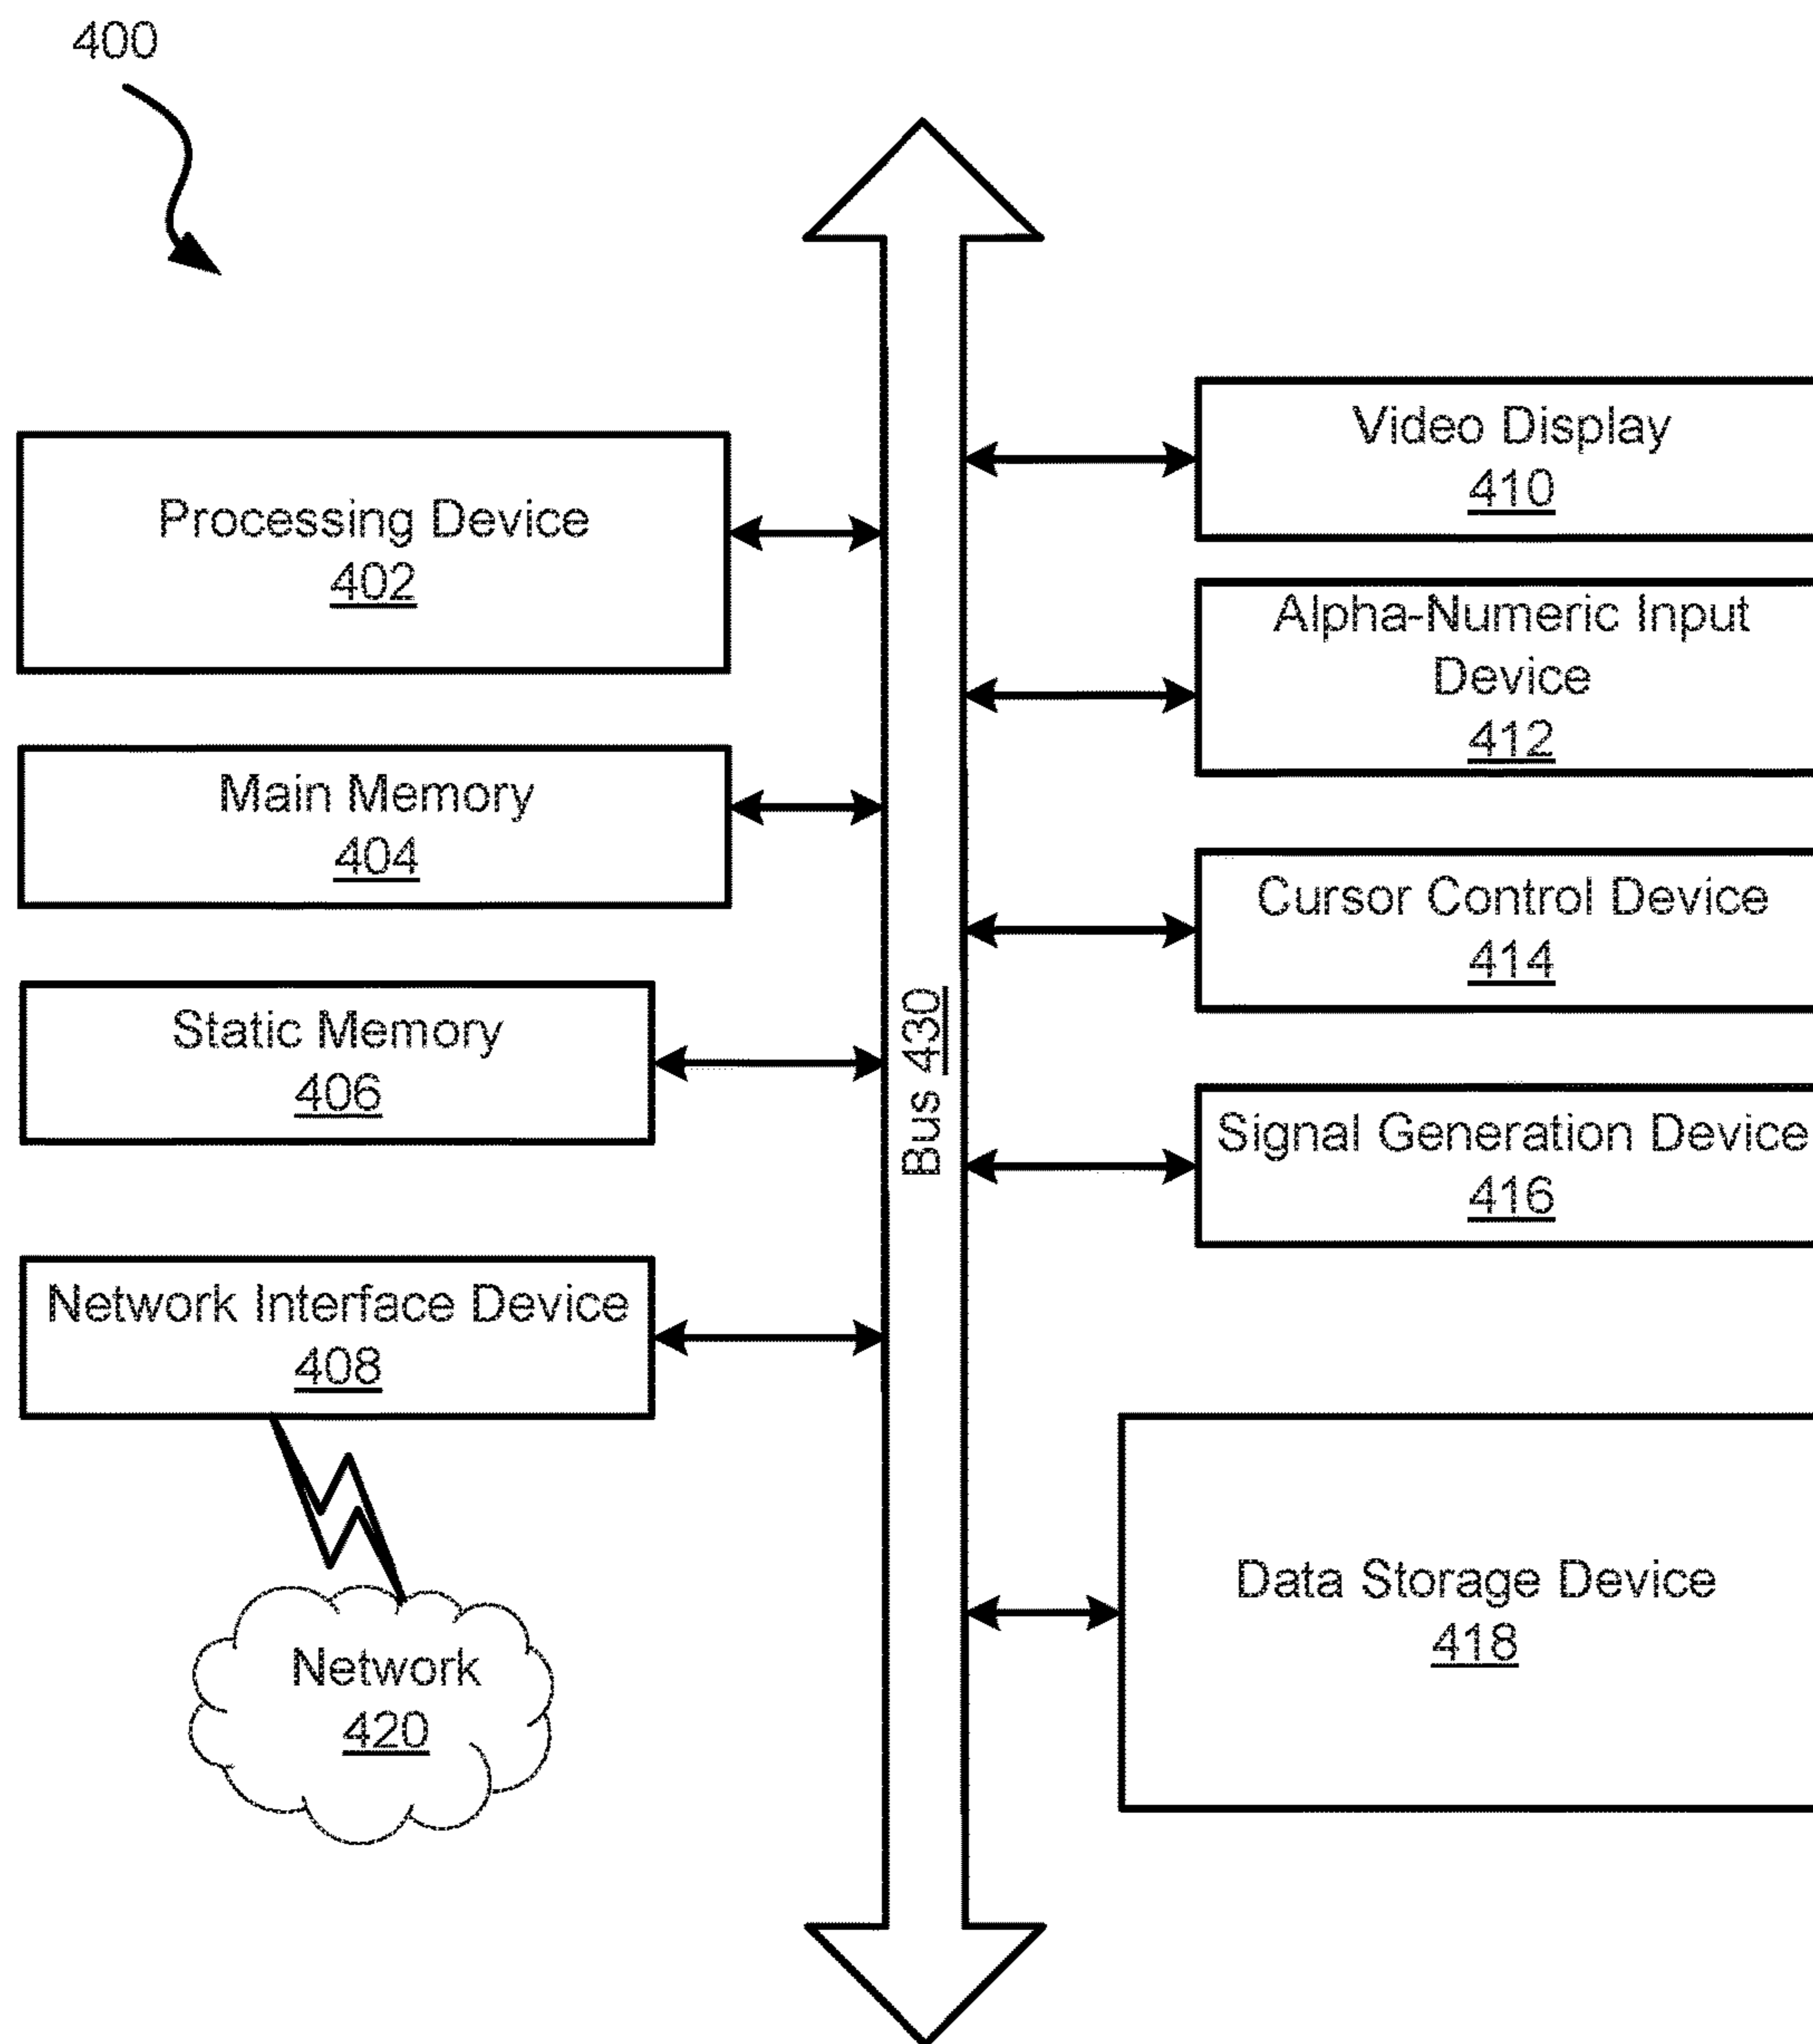 400
Processing Device
402
Main Memory
404
Static Memory
406
Network Interface Device
408
Network
420
Bus 430
Video Display
410
Alpha-Numeric Input
Device
412
Cursor Control Device
414
Signal Generation Device
416
Data Storage Device
418